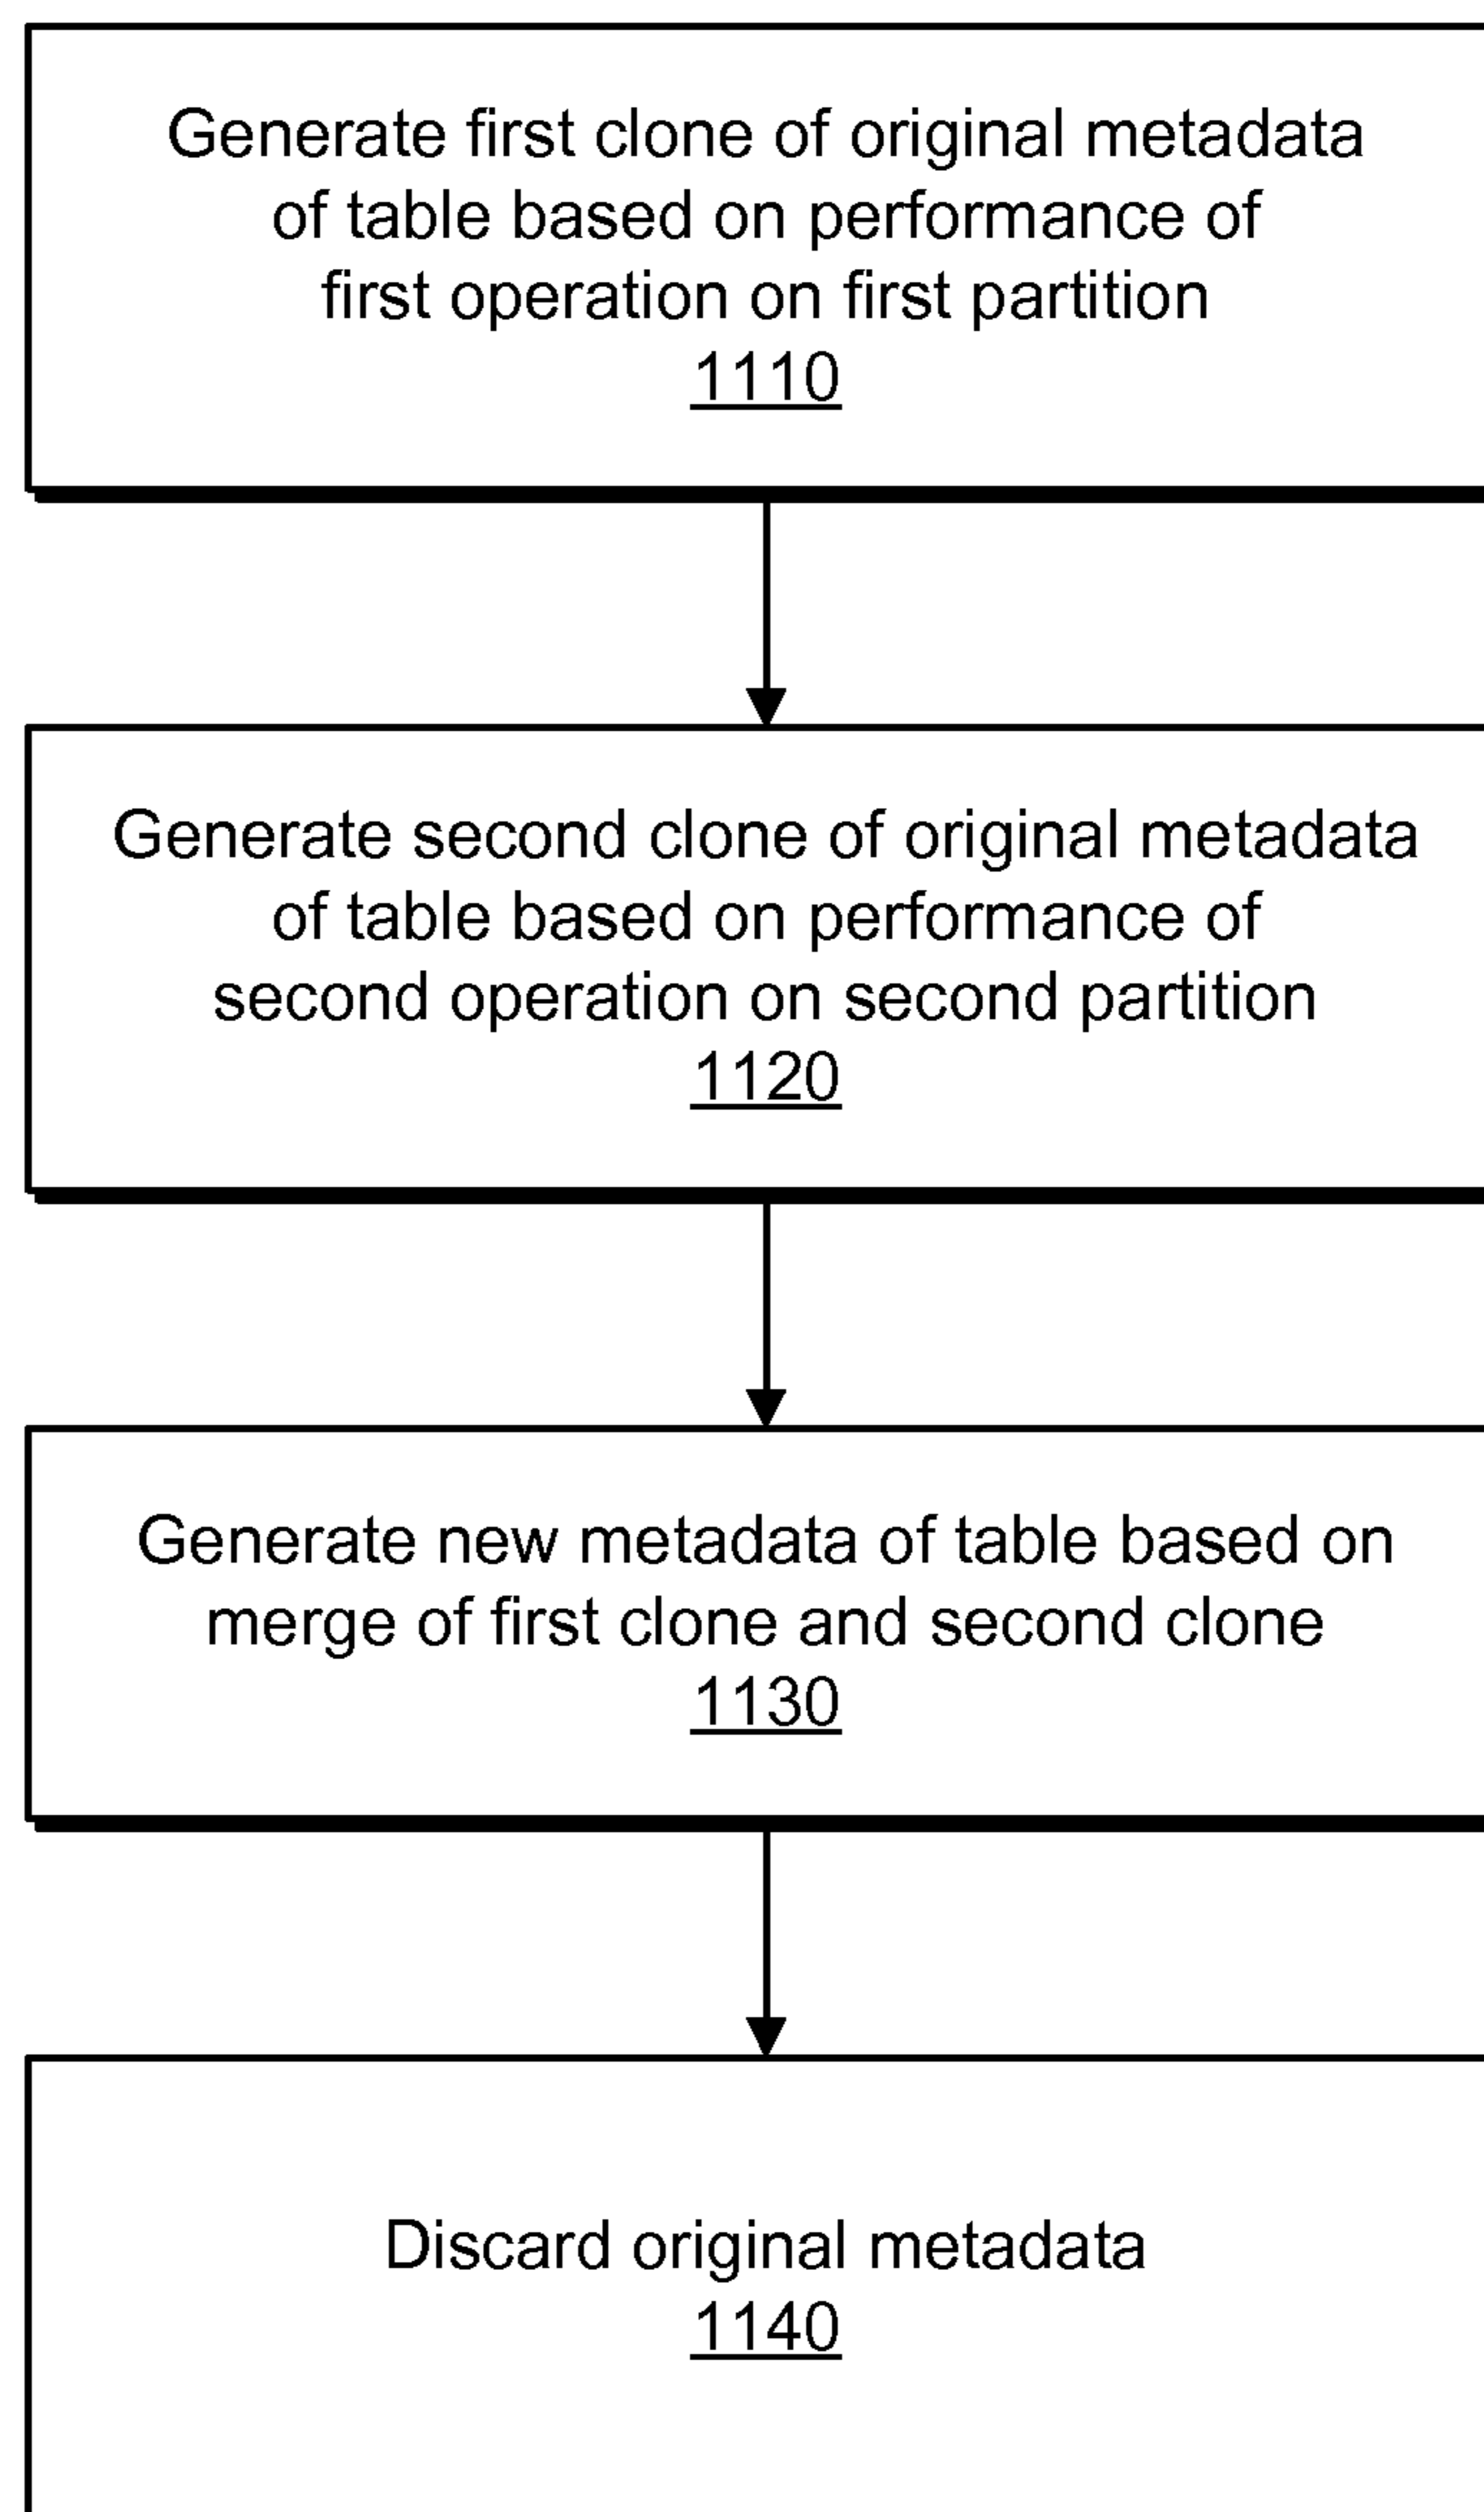 Generate first clone of original metadata
of table based on performance of
first operation on first partition
1110
Generate second clone of original metadata
of table based on performance of
second operation on second partition
1120
Generate new metadata of table based on
merge of first clone and second clone
1130
Discard original metadata
1140